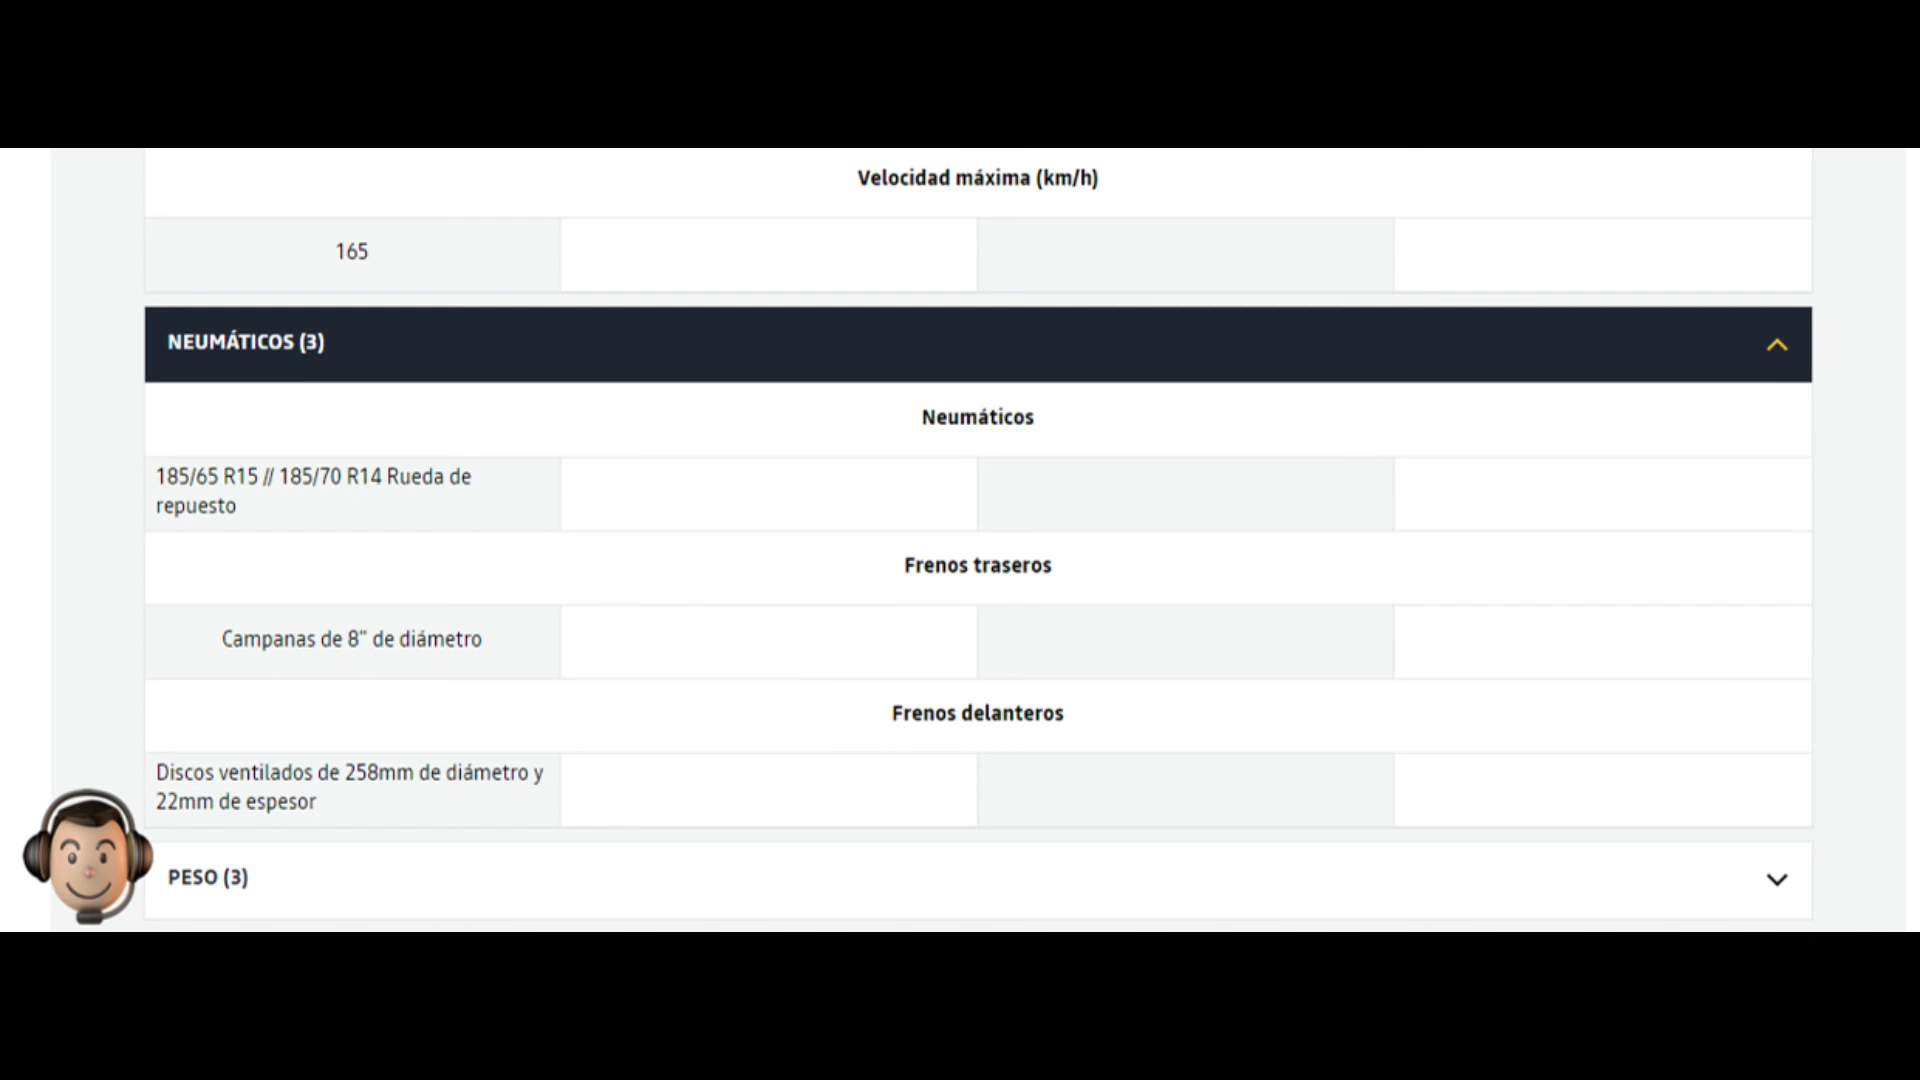 Velocidad máxima (km/h)
165
NEUMÁTICOS (3)
Neumáticos
185/65 R15 // 185/70 R14 Rueda de
repuesto
Frenos traseros
Campanas de 8" de diámetro
Frenos delanteros
Discos ventilados de 258mm de diámetro y
22mm de espesor
PESO (3)